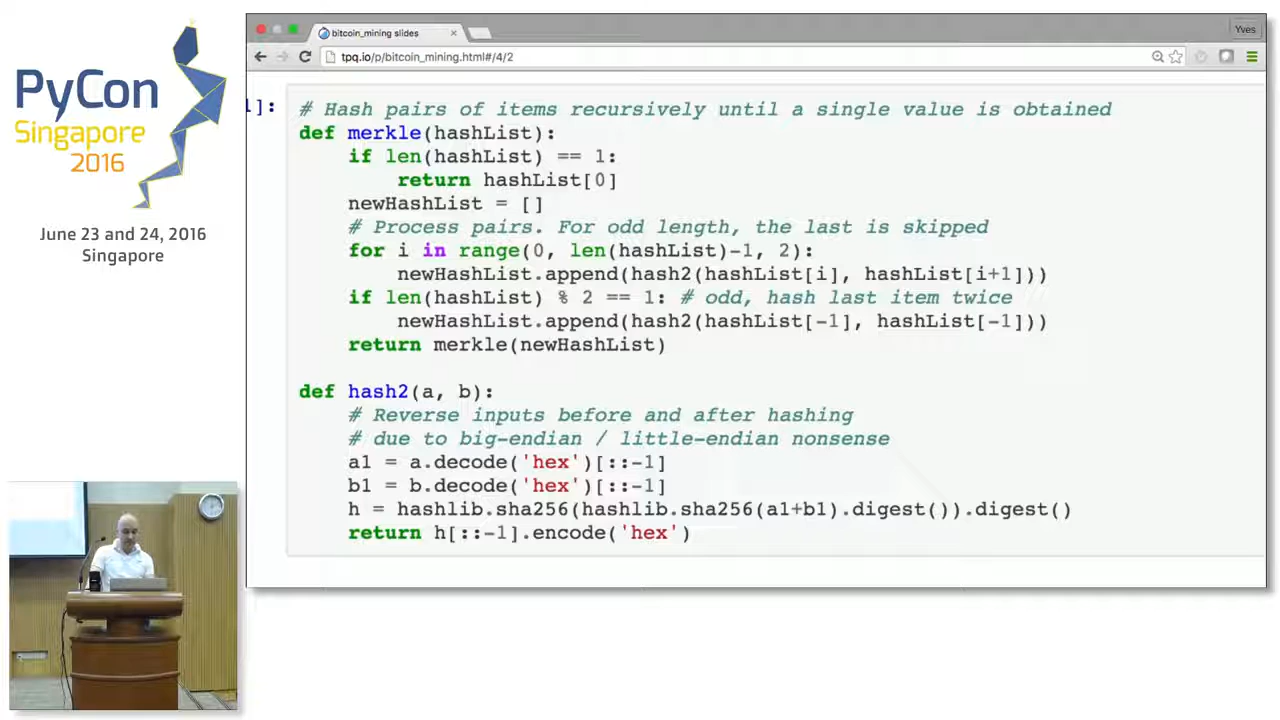 PyCon
Singapore
2016
June 23 and 24, 2016
Singapore
bitcoin_mining slides
Yves
tpq.io/p/bitcoin_mining.html#/4/2
]:
# Hash pairs of items recursively until a single value is obtained
def merkle(hashList):
    if len(hashList) == 1:
        return hashList[0]
    newHashList = []
    # Process pairs. For odd length, the last is skipped
    for i in range(0, len(hashList)-1, 2):
        newHashList.append(hash2(hashList[i], hashList[i+1]))
    if len(hashList) % 2 == 1: # odd, hash last item twice
        newHashList.append(hash2(hashList[-1], hashList[-1]))
    return merkle(newHashList)
def hash2(a, b):
    # Reverse inputs before and after hashing
    # due to big-endian / little-endian nonsense
    a1 = a.decode('hex')[::-1]
    b1 = b.decode('hex')[::-1]
    h = hashlib.sha256(hashlib.sha256(a1+b1).digest()).digest()
    return h[::-1].encode('hex')